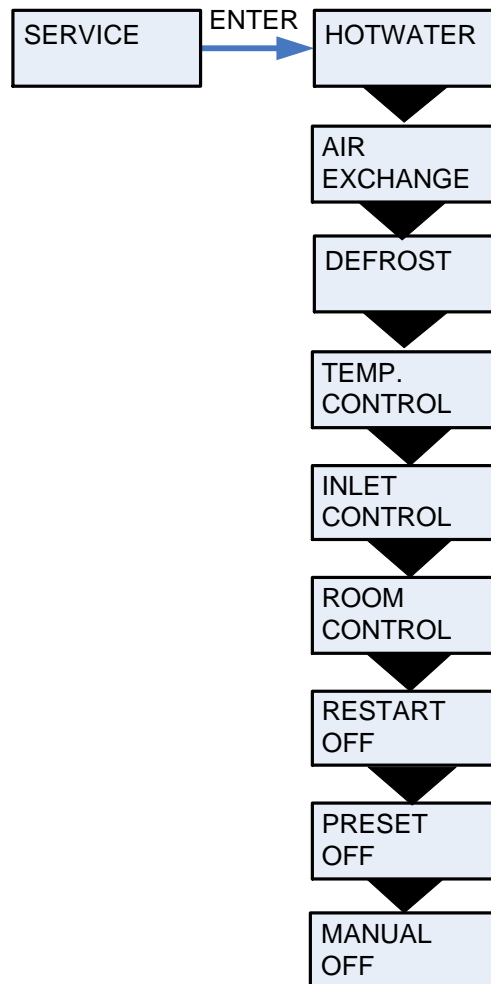 SERVICE
ENTER
HOTWATER
AIR
EXCHANGE
DEFROST
TEMP.
CONTROL
INLET
CONTROL
ROOM
CONTROL
RESTART
OFF
PRESET
OFF
MANUAL
OFF